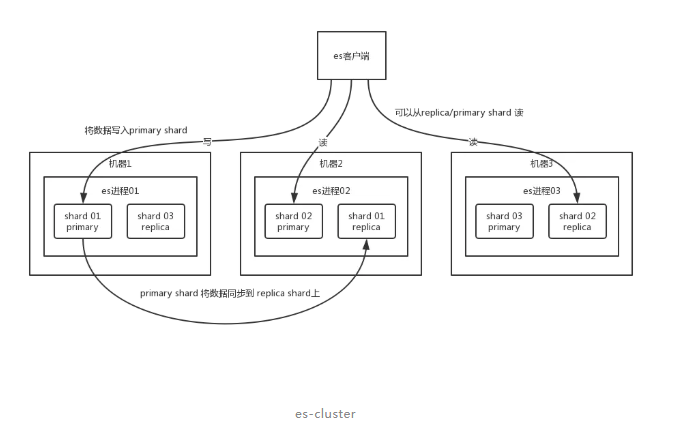 es客户端
将数据写入primary shard
可以从replica/primary shard 读
写
读
读
机器1
机器2
机器3
es进程01
es进程02
es进程03
shard 01
primary
shard 03
replica
shard 02
primary
shard 01
replica
shard 03
primary
shard 02
replica
primary shard 将数据同步到 replica shard上
es-cluster